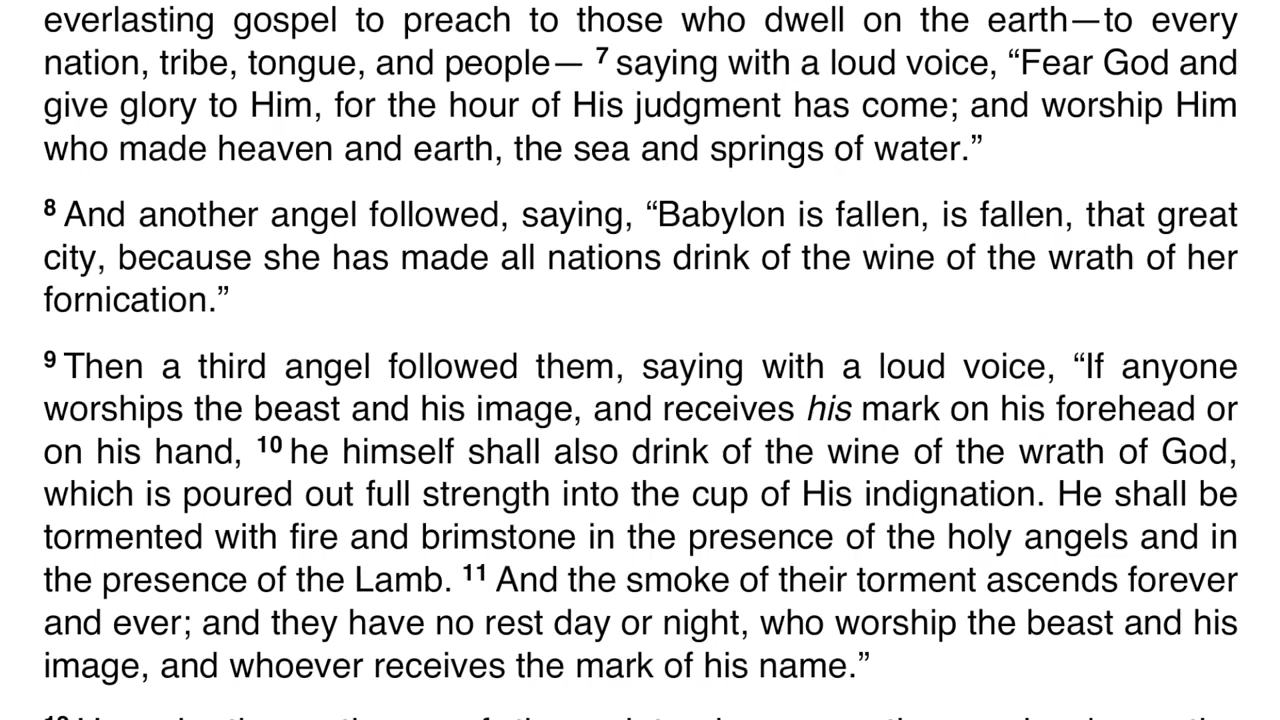 everlasting gospel to preach to those who dwell on the earth—to every
nation, tribe, tongue, and people— 7 saying with a loud voice, “Fear God and
give glory to Him, for the hour of His judgment has come; and worship Him
who made heaven and earth, the sea and springs of water.”
8 And another angel followed, saying, “Babylon is fallen, is fallen, that great
city, because she has made all nations drink of the wine of the wrath of her
fornication.”
9 Then a third angel followed them, saying with a loud voice, “If anyone
worships the beast and his image, and receives his mark on his forehead or
on his hand, 10 he himself shall also drink of the wine of the wrath of God,
which is poured out full strength into the cup of His indignation. He shall be
tormented with fire and brimstone in the presence of the holy angels and in
the presence of the Lamb. 11 And the smoke of their torment ascends forever
and ever; and they have no rest day or night, who worship the beast and his
image, and whoever receives the mark of his name.”